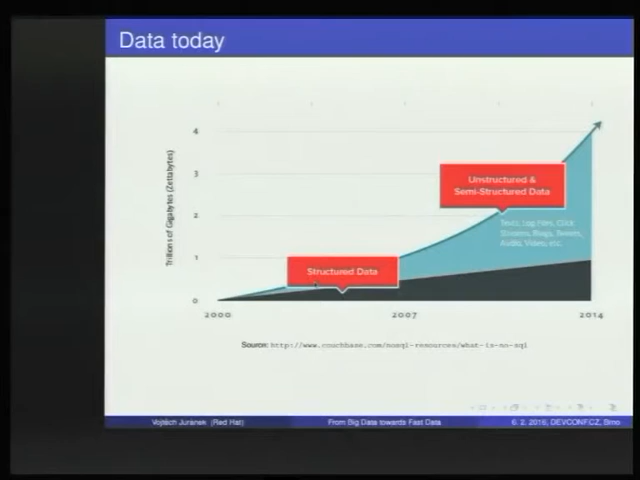 Data today
Trillions of Gigabytes (Zettabytes)
4
3
2
1
0
Unstructured &
Semi-Structured Data
Texts, Log Files, Click
Streams, Blogs, Tweets,
Audio, Video, etc.
Structured Data
2000
2007
2014
Source: http://www.couchbase.com/nosql-resources/what-is-no-sql
Vojtěch Juránek (Red Hat)
From Big Data towards Fast Data
6. 2. 2016, DEVCONF.CZ, Brno